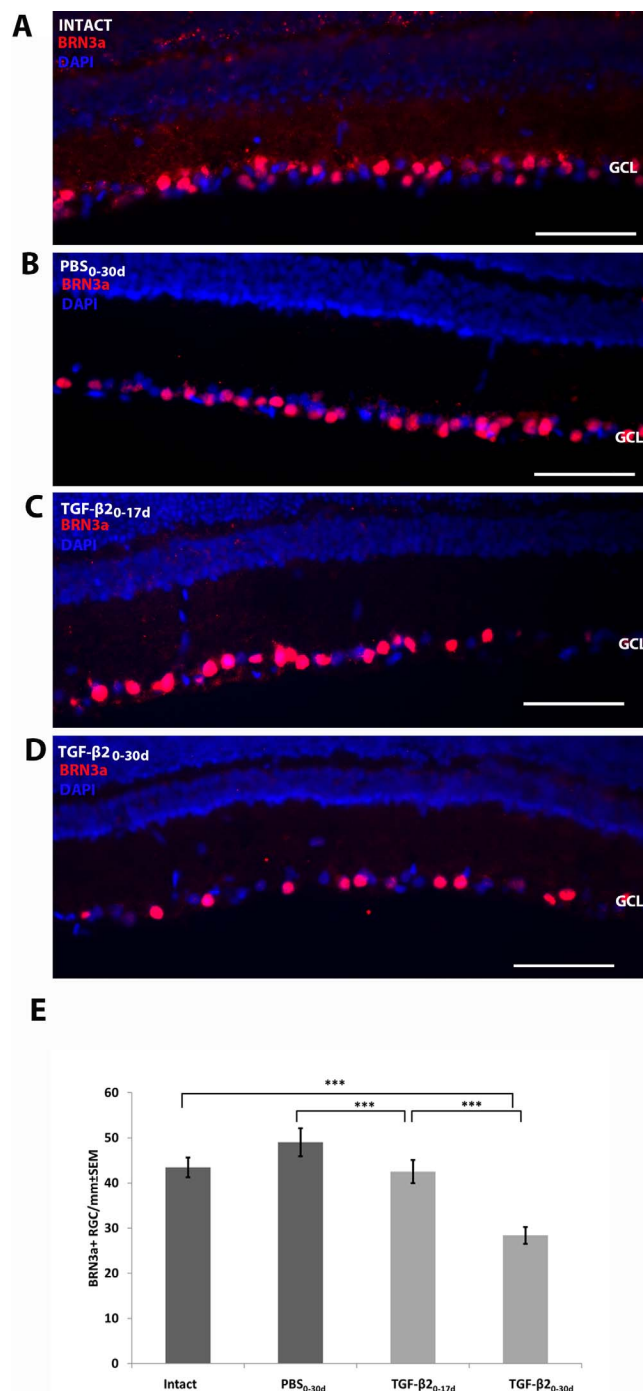 A
INTACT
BRN3a
DAPI
GCL
B
PBS0-30d
BRN3a
DAPI
GCL
C
TGF-β20-17d
BRN3a
DAPI
GCL
D
TGF-β2 0-30d
BRN3a
DAPI
GCL
E
***
*** ***
60
50
40
30
20
10
0
BRN3a+ RGC/mm±SEM
Intact PBS0-30d TGF-β20-17d TGF-β20-30d